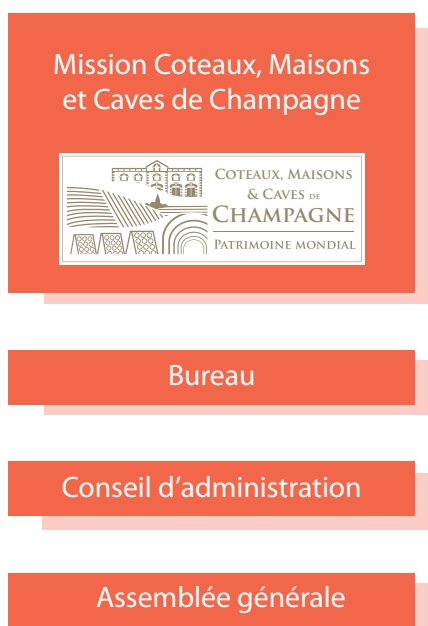 Mission Coteaux, Maisons
et Caves de Champagne
COTEAUX, MAISONS
& CAVES DE
CHAMPAGNE
PATRIMOINE MONDIAL
Bureau
Conseil d’administration
Assemblée générale